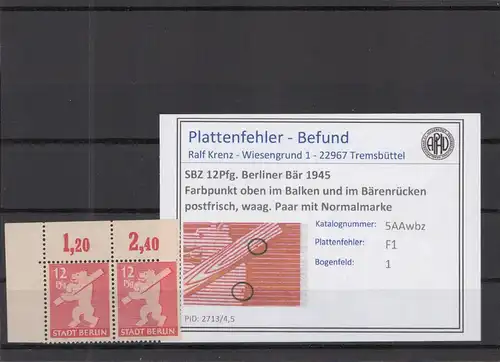 Plattenfehler - Befund
Ralf Krenz - Wiesengrund 1 - 22967 Tremsbüttel
SBZ 12Pfg. Berliner Bär 1945
Farbpunkt oben im Balken und im Bärenrücken
postfrisch, waag. Paar mit Normalmarke
Katalognummer: 5AAwbz
Plattenfehler: F1
Bogenfeld: 1
PID: 2713/4,5
1,20 2,40
12 12
STADT BERLIN STADT BERLIN